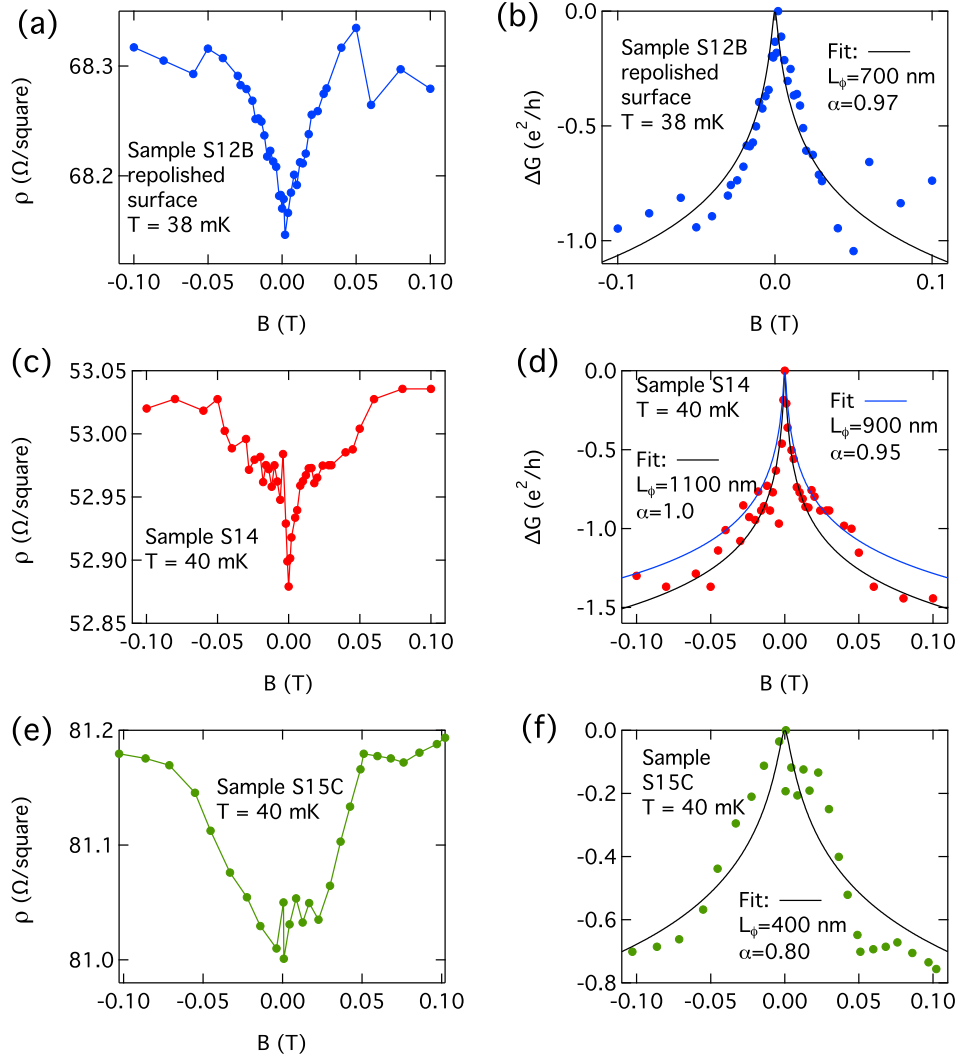 (a)
ρ (Ω/square)
68.3
68.2
Sample S12B
repolished
surface
T = 38 mK
-0.10
-0.05
0.00
0.05
0.10
B (T)
(b)
ΔG (e²/h)
0.0
-0.5
-1.0
Sample S12B
repolished
surface
T = 38 mK
Fit:
Lϕ=700 nm
α=0.97
-0.1
0.0
0.1
B (T)
(c)
ρ (Ω/square)
53.05
53.00
52.95
52.90
52.85
Sample S14
T = 40 mK
-0.10
-0.05
0.00
0.05
0.10
B (T)
(d)
ΔG (e²/h)
0.0
-0.5
-1.0
-1.5
Sample S14
T = 40 mK
Fit
Lϕ=900 nm
α=0.95
Fit:
Lϕ=1100 nm
α=1.0
-0.10
-0.05
0.00
0.05
0.10
B (T)
(e)
ρ (Ω/square)
81.2
81.1
81.0
Sample S15C
T = 40 mK
-0.10
-0.05
0.00
0.05
0.10
B (T)
(f)
ΔG (e²/h)
0.0
-0.2
-0.4
-0.6
-0.8
Sample
S15C
T = 40 mK
Fit:
Lϕ=400 nm
α=0.80
-0.10
-0.05
0.00
0.05
0.10
B (T)